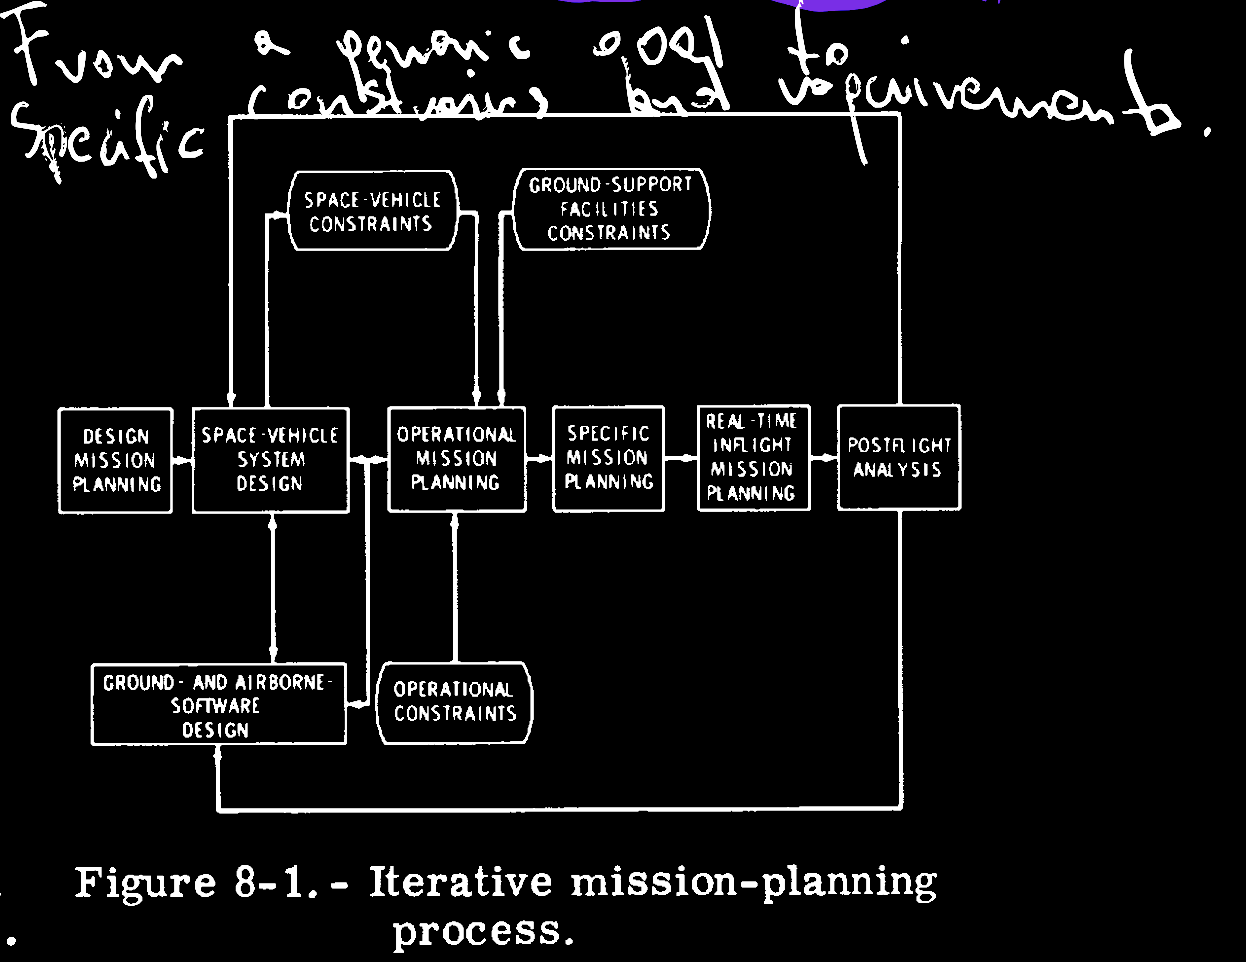 From a generic goal to
specific constrains and requirements.
SPACE-VEHICLE
CONSTRAINTS
GROUND-SUPPORT
FACILITIES
CONSTRAINTS
DESIGN
MISSION
PLANNING
SPACE-VEHICLE
SYSTEM
DESIGN
OPERATIONAL
MISSION
PLANNING
SPECIFIC
MISSION
PLANNING
REAL-TIME
INFLIGHT
MISSION
PLANNING
POSTFLIGHT
ANALYSIS
GROUND- AND AIRBORNE-
SOFTWARE
DESIGN
OPERATIONAL
CONSTRAINTS
Figure 8-1. - Iterative mission-planning
process.